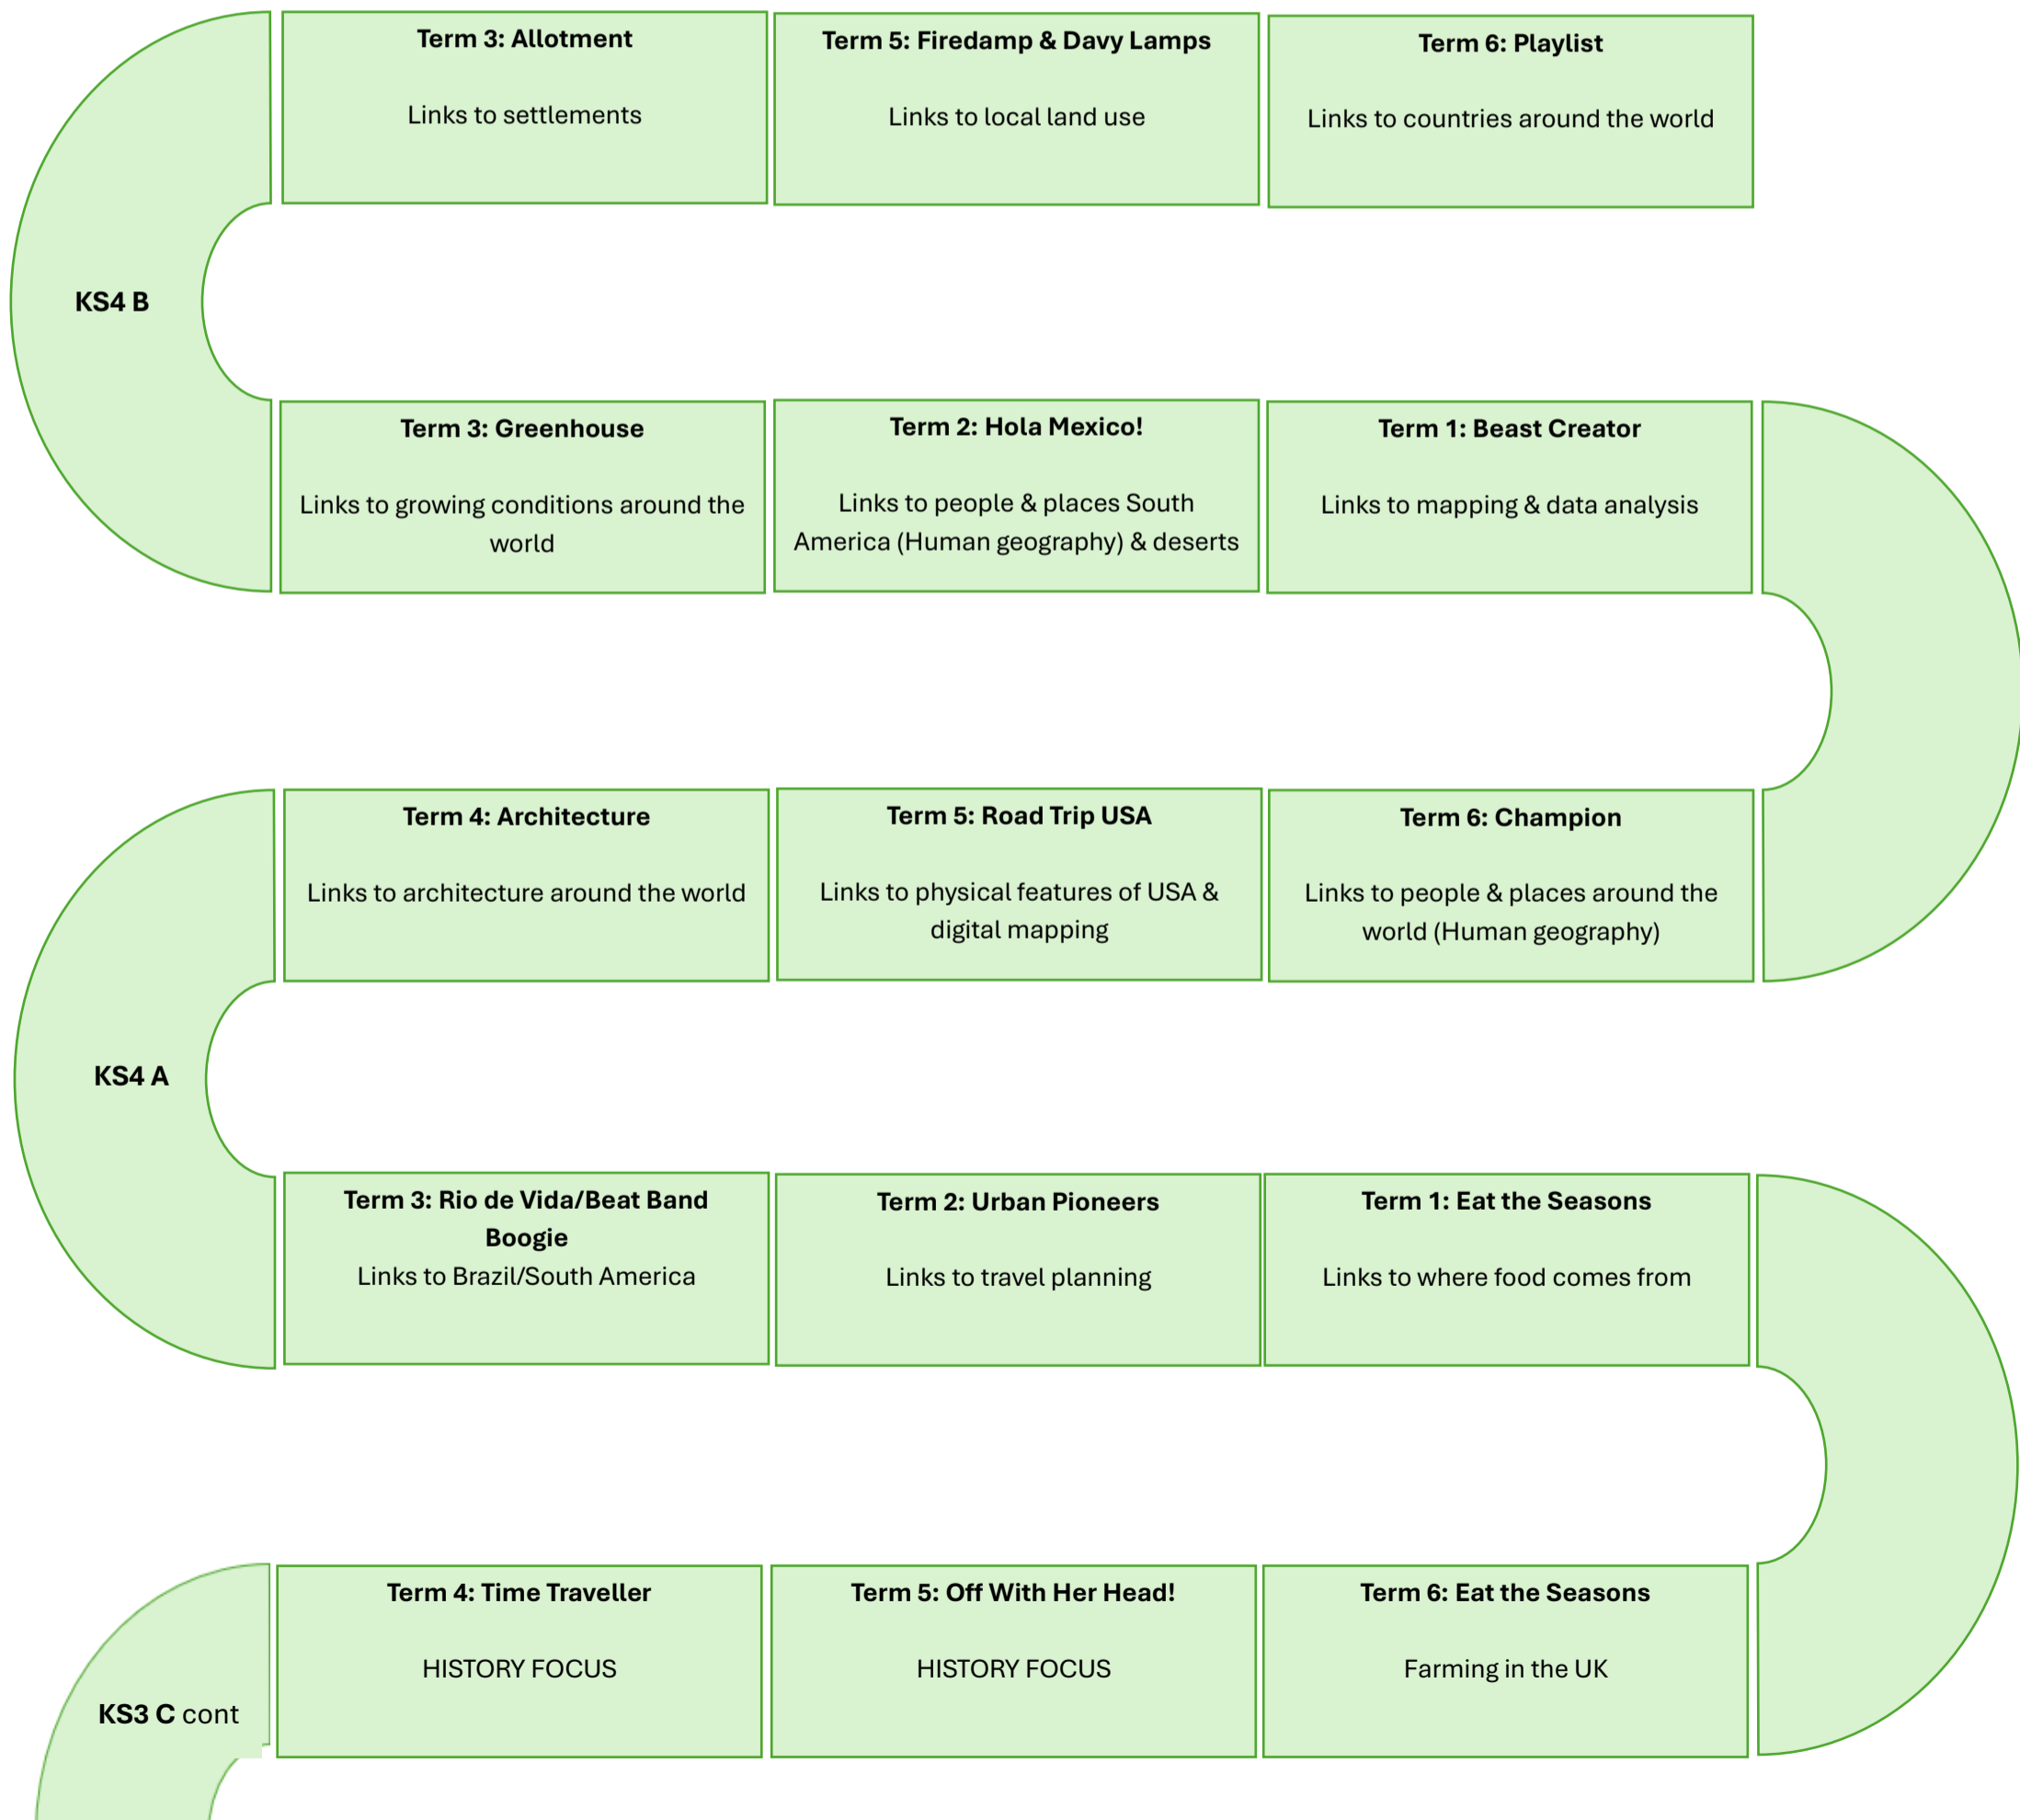 Term 3: Allotment
Links to settlements
Term 5: Firedamp & Davy Lamps
Links to local land use
Term 6: Playlist
Links to countries around the world
KS4 B
Term 3: Greenhouse
Links to growing conditions around the
world
Term 2: Hola Mexico!
Links to people & places South
America (Human geography) & deserts
Term 1: Beast Creator
Links to mapping & data analysis
Term 4: Architecture
Links to architecture around the world
Term 5: Road Trip USA
Links to physical features of USA &
digital mapping
Term 6: Champion
Links to people & places around the
world (Human geography)
KS4 A
Term 3: Rio de Vida/Beat Band
Boogie
Links to Brazil/South America
Term 2: Urban Pioneers
Links to travel planning
Term 1: Eat the Seasons
Links to where food comes from
Term 4: Time Traveller
HISTORY FOCUS
Term 5: Off With Her Head!
HISTORY FOCUS
Term 6: Eat the Seasons
Farming in the UK
KS3 C cont